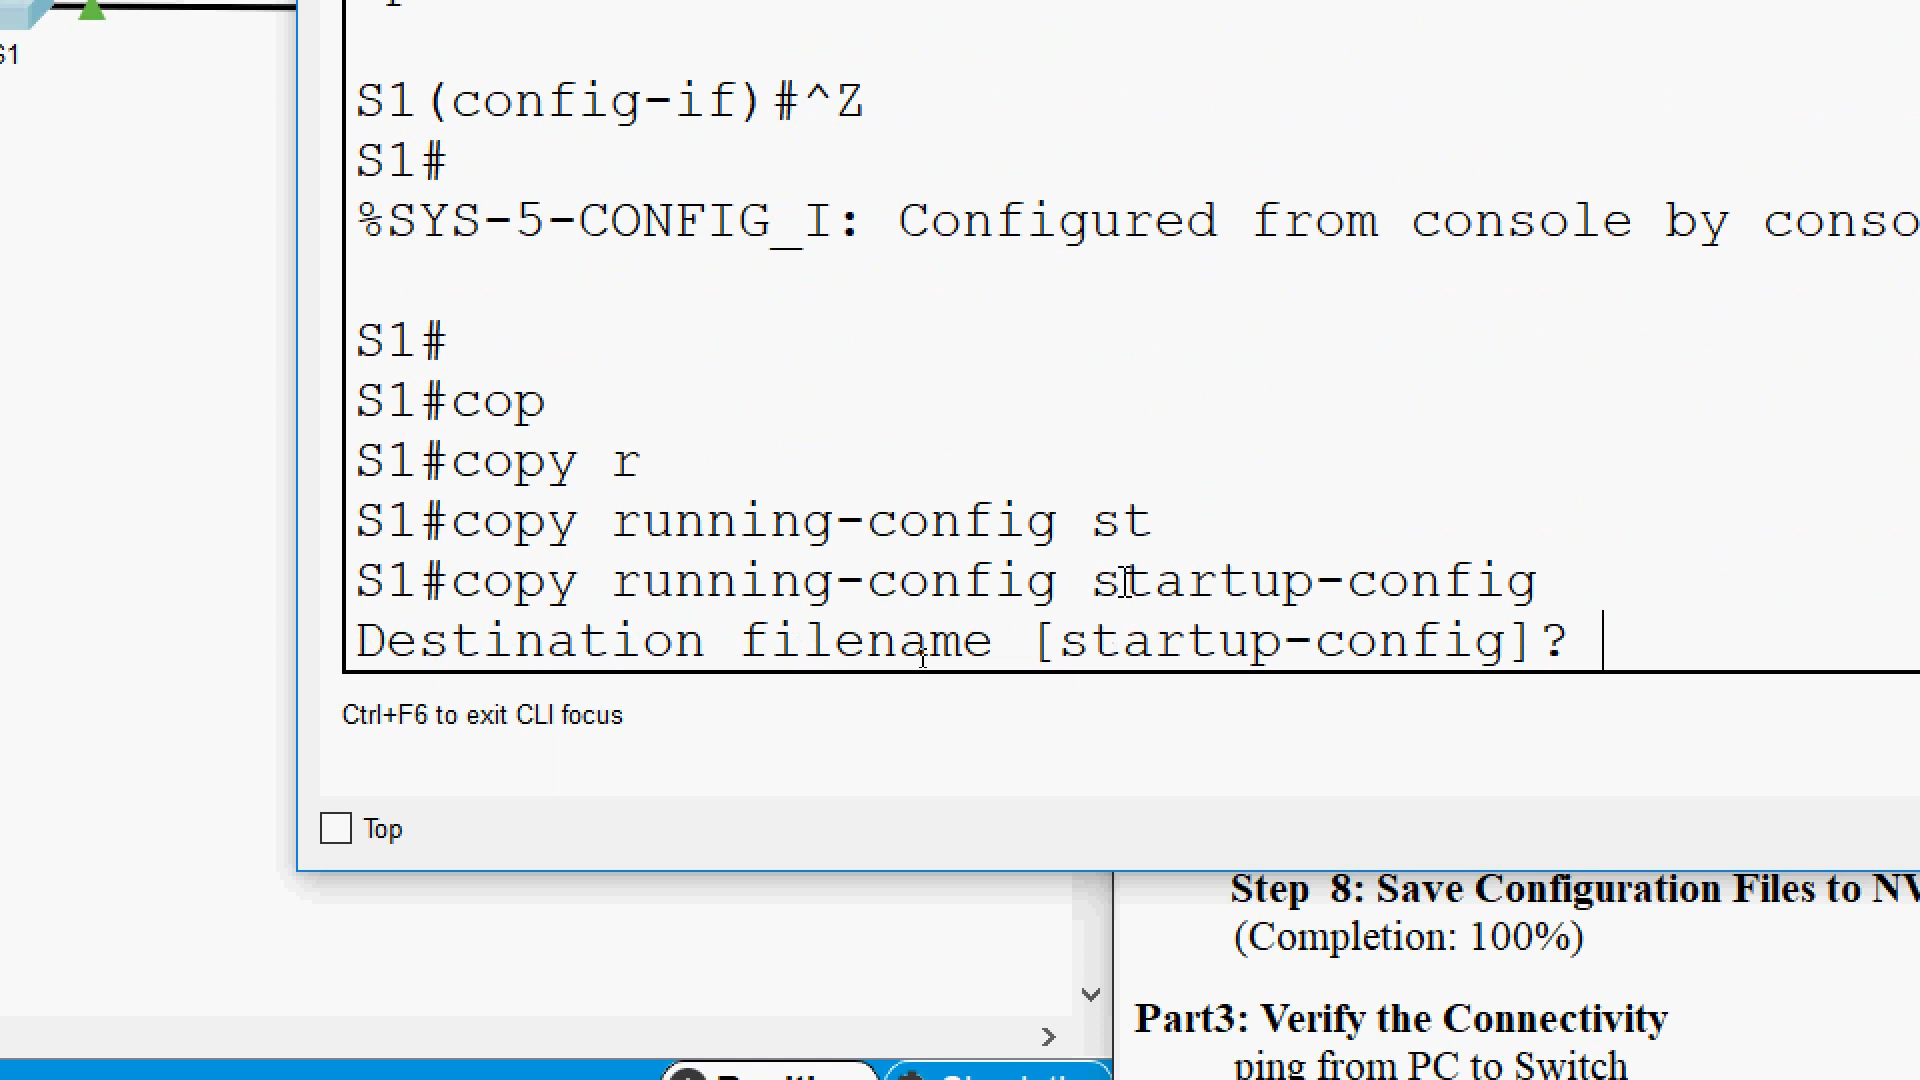 S1(config-if)#^Z
S1#
%SYS-5-CONFIG_I: Configured from console by conso
S1#
S1#cop
S1#copy r
S1#copy running-config st
S1#copy running-config startup-config
Destination filename [startup-config]?
Ctrl+F6 to exit CLI focus
Top
Step 8: Save Configuration Files to NV
(Completion: 100%)
Part3: Verify the Connectivity
ping from PC to Switch